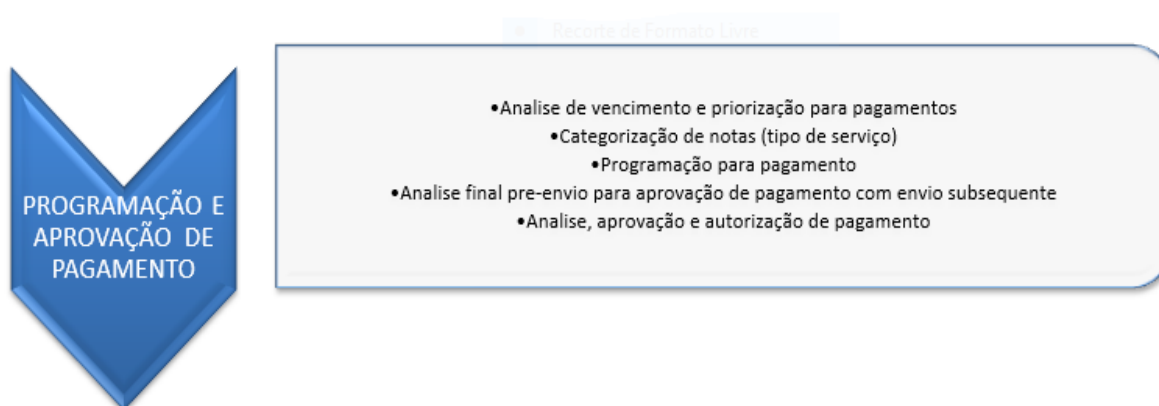 Recorte de Formato Livre
PROGRAMAÇÃO E
APROVAÇÃO DE
PAGAMENTO
•Analise de vencimento e priorização para pagamentos
•Categorização de notas (tipo de serviço)
•Programação para pagamento
•Analise final pre-envio para aprovação de pagamento com envio subsequente
•Analise, aprovação e autorização de pagamento